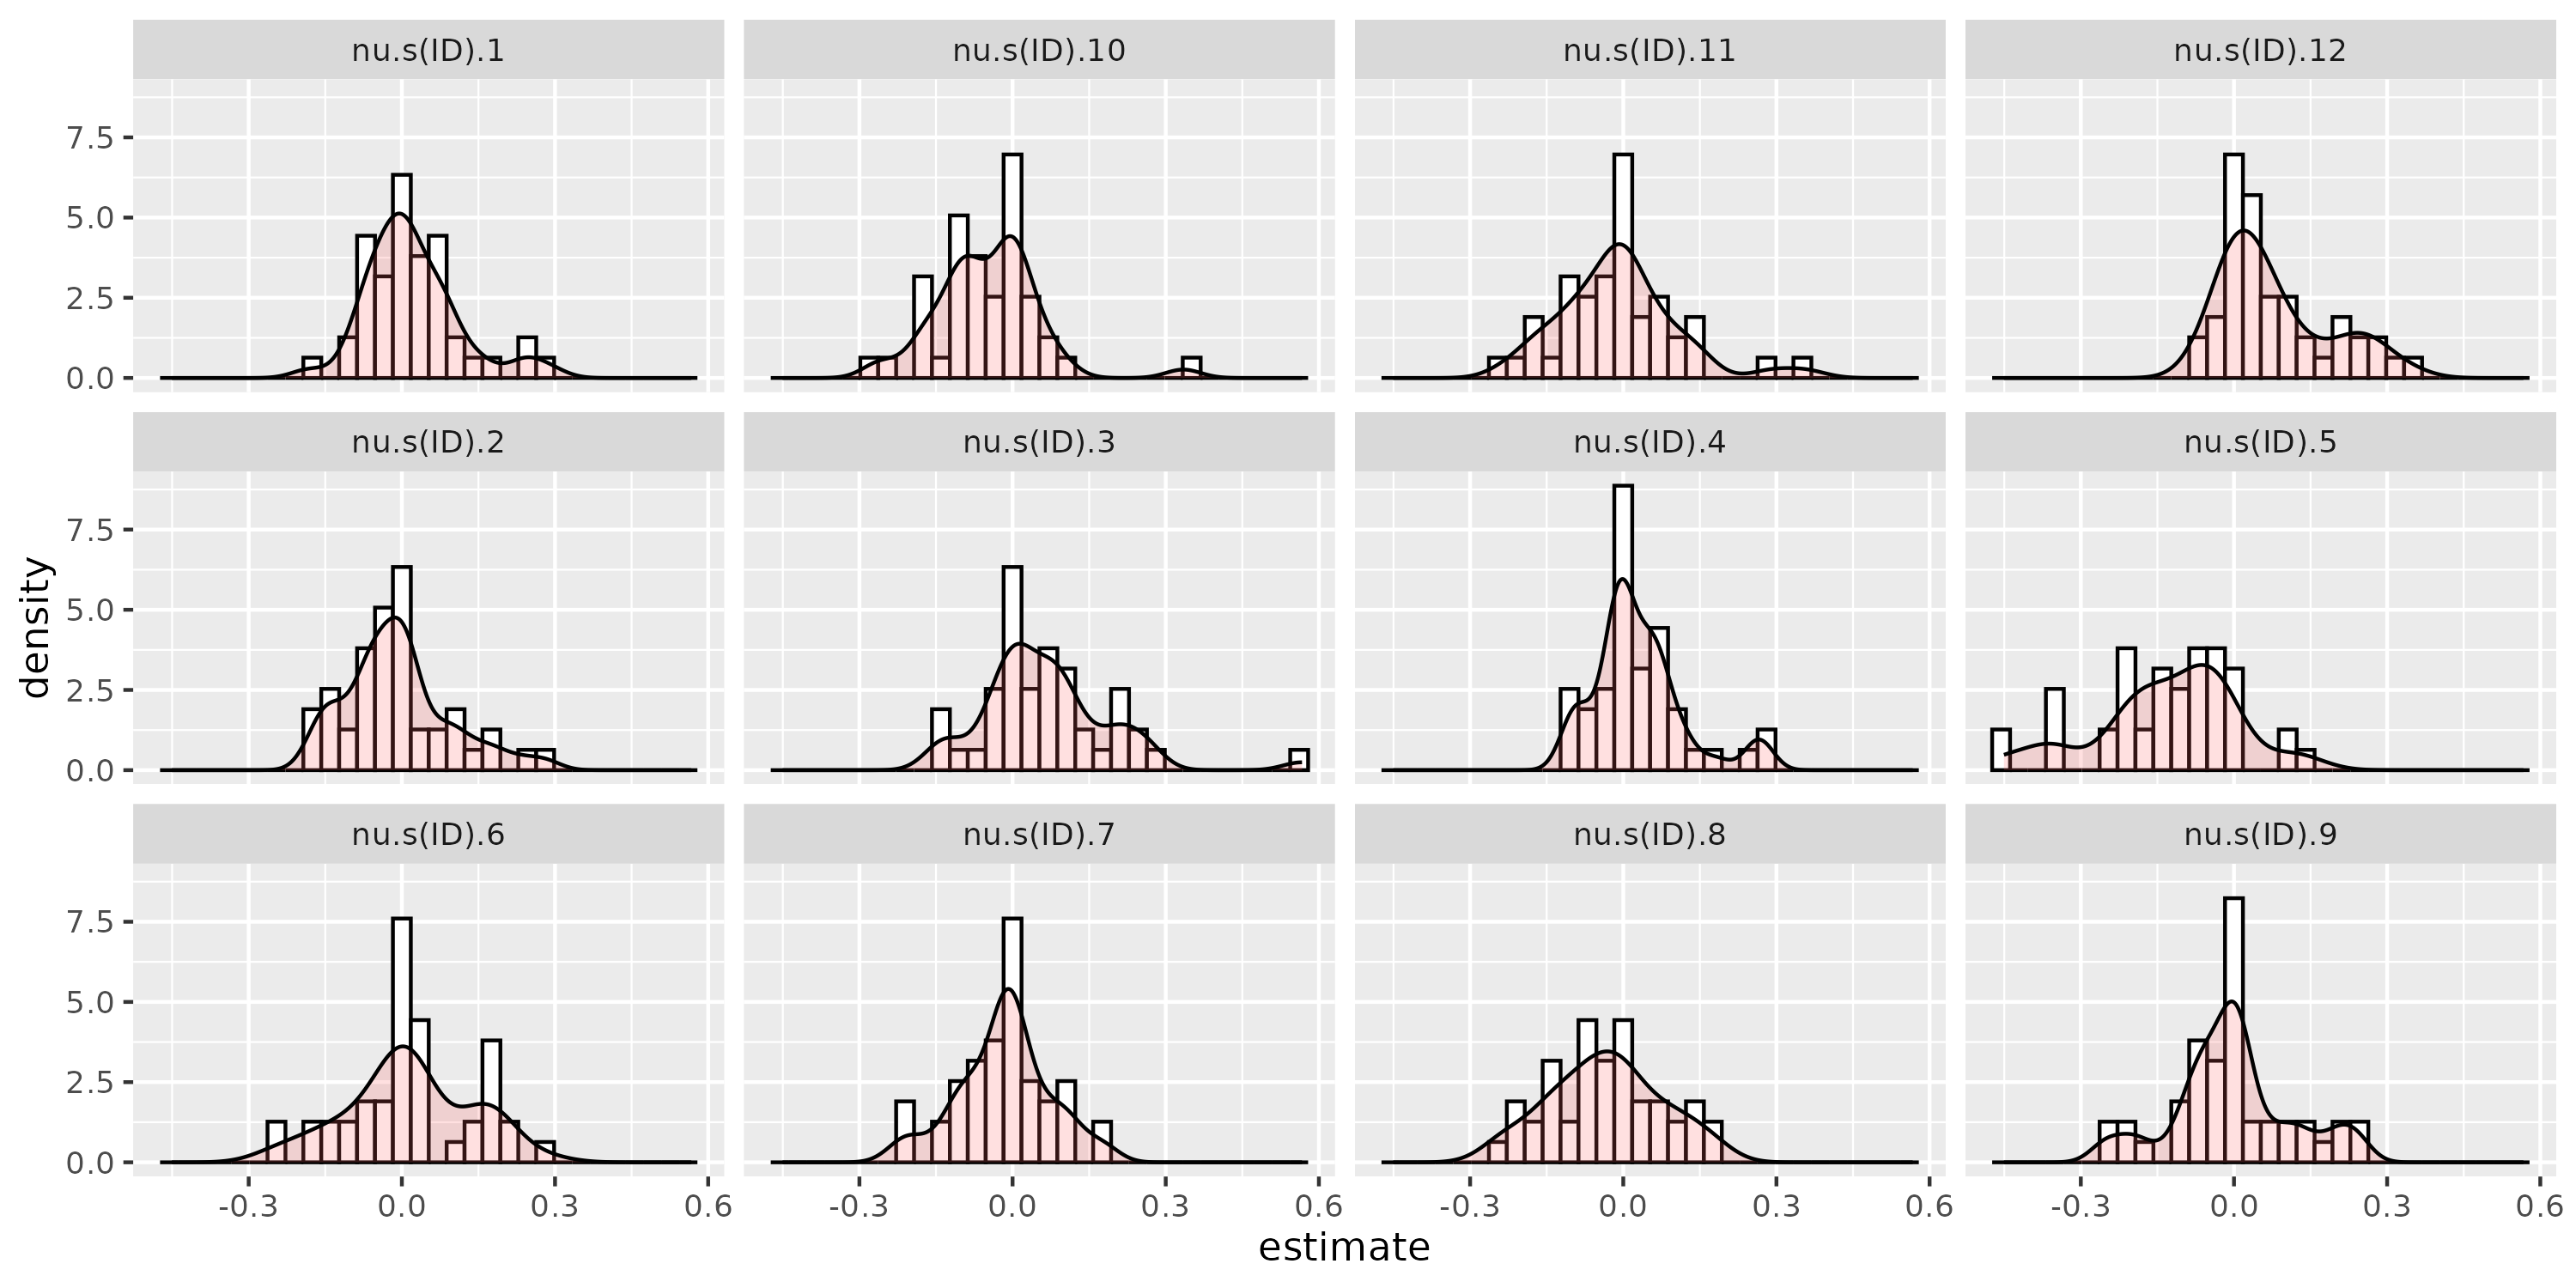 nu.s(ID).1 nu.s(ID).10 nu.s(ID).11 nu.s(ID).12
7.5
5.0
2.5
0.0
nu.s(ID).2 nu.s(ID).3 nu.s(ID).4 nu.s(ID).5
7.5
5.0
2.5
0.0
density
nu.s(ID).6 nu.s(ID).7 nu.s(ID).8 nu.s(ID).9
7.5
5.0
2.5
0.0
-0.3 0.0 0.3 0.6 -0.3 0.0 0.3 0.6 -0.3 0.0 0.3 0.6 -0.3 0.0 0.3 0.6
estimate